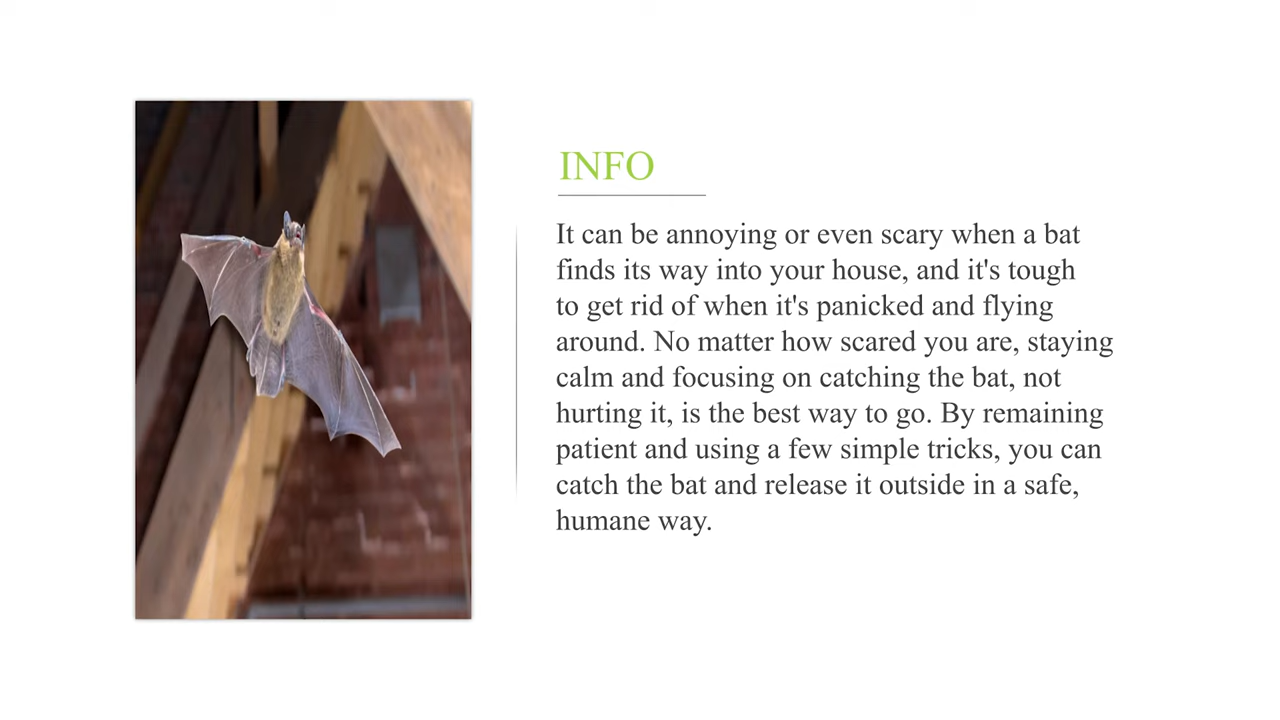 INFO
It can be annoying or even scary when a bat
finds its way into your house, and it's tough
to get rid of when it's panicked and flying
around. No matter how scared you are, staying
calm and focusing on catching the bat, not
hurting it, is the best way to go. By remaining
patient and using a few simple tricks, you can
catch the bat and release it outside in a safe,
humane way.